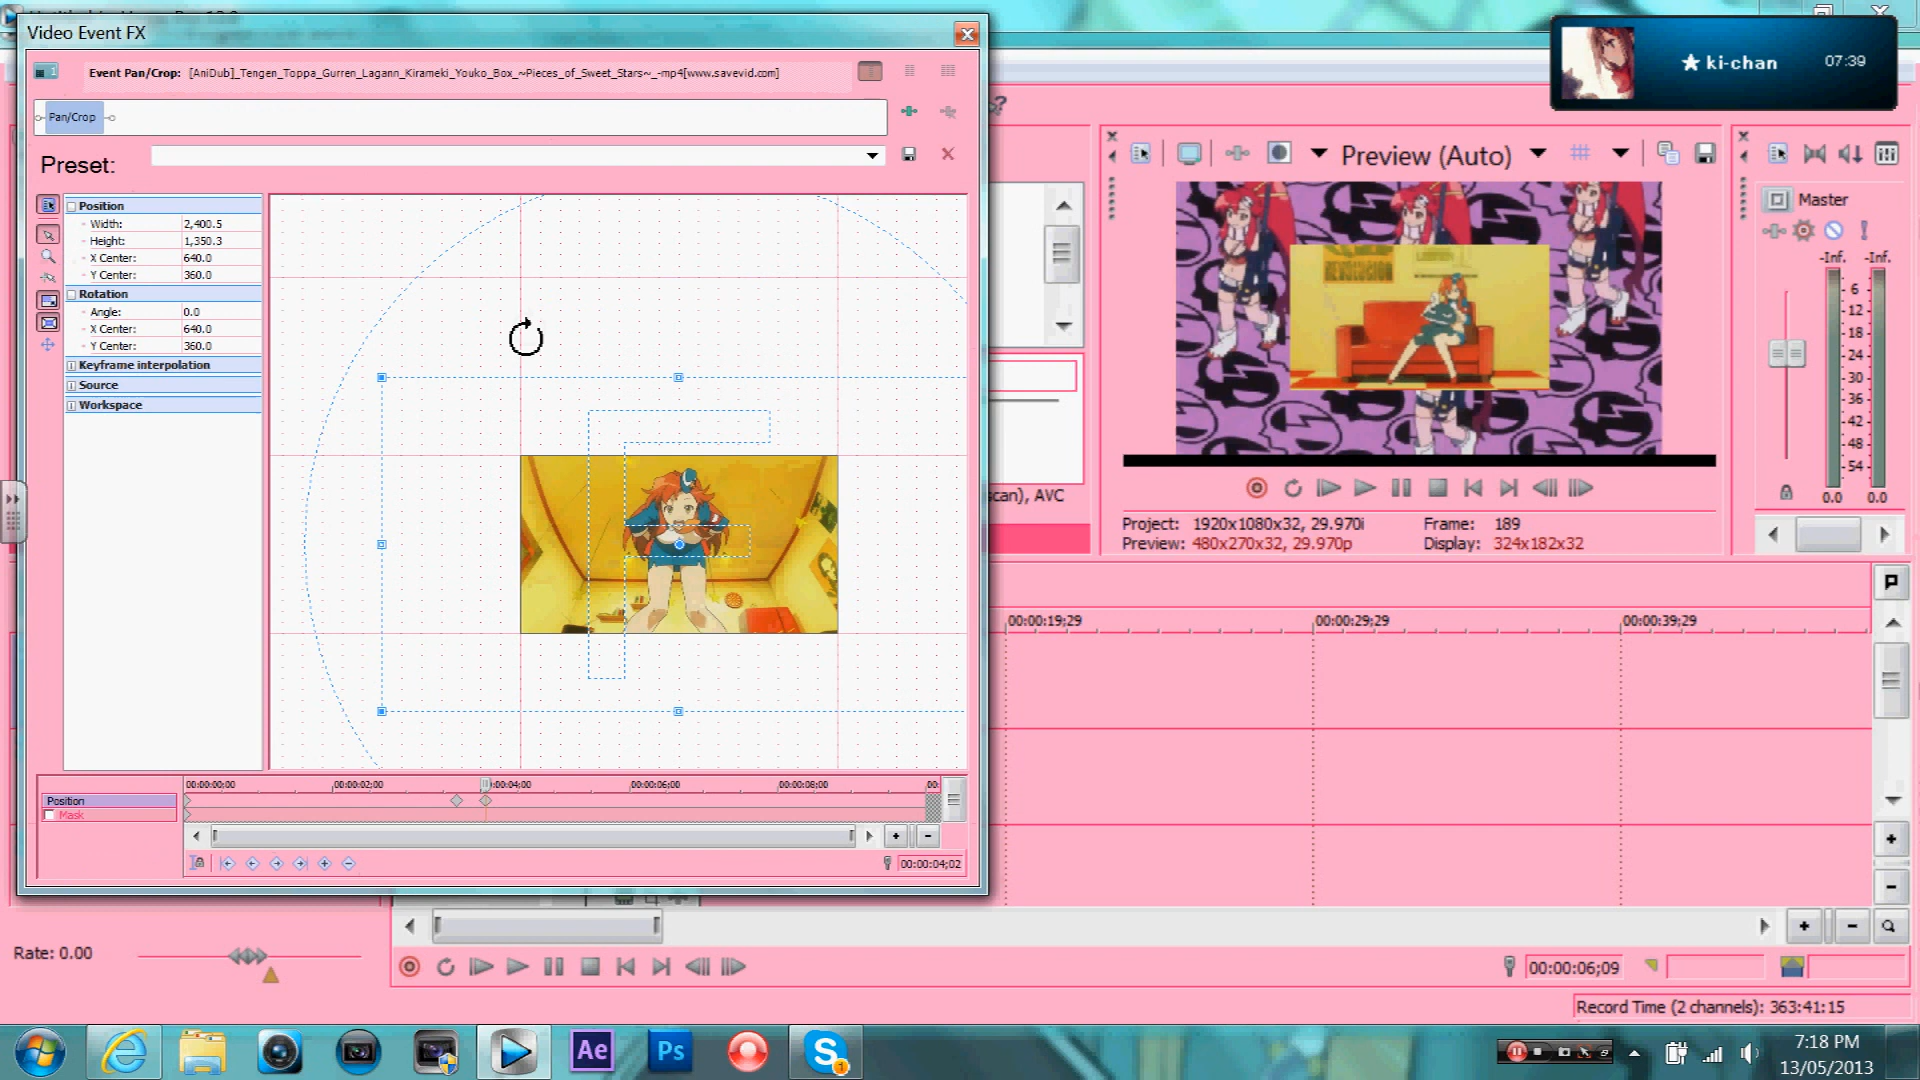 Video Event FX
Event Pan/Crop: [AniDub]_Tengen_Toppa_Gurren_Lagann_Kirameki_Youko_Box_~Pieces_of_Sweet_Stars~_-mp4[www.savevid.com]
Pan/Crop
Preset:
Position
Width: 2,400.5
Height: 1,350.3
X Center: 640.0
Y Center: 360.0
Rotation
Angle: 0.0
X Center: 640.0
Y Center: 360.0
Keyframe interpolation
Source
Workspace
00:00:00;00 00:00:02;00 00:00:04;00 00:00:06;00 00:00:08;00 00:
Position
Mask
00:00:04;02
★ ki-chan 07:39
Preview (Auto)
REVOLUCION
Master
-Inf. -Inf.
6
12
18
24
30
36
42
48
54
0.0 0.0
scan), AVC
Project: 1920x1080x32, 29.970i Frame: 189
Preview: 480x270x32, 29.970p Display: 324x182x32
00:00:19;29 00:00:29;29 00:00:39;29
Rate: 0.00
00:00:06;09
Record Time (2 channels): 363:41:15
Ae Ps S 1
7:18 PM
13/05/2013